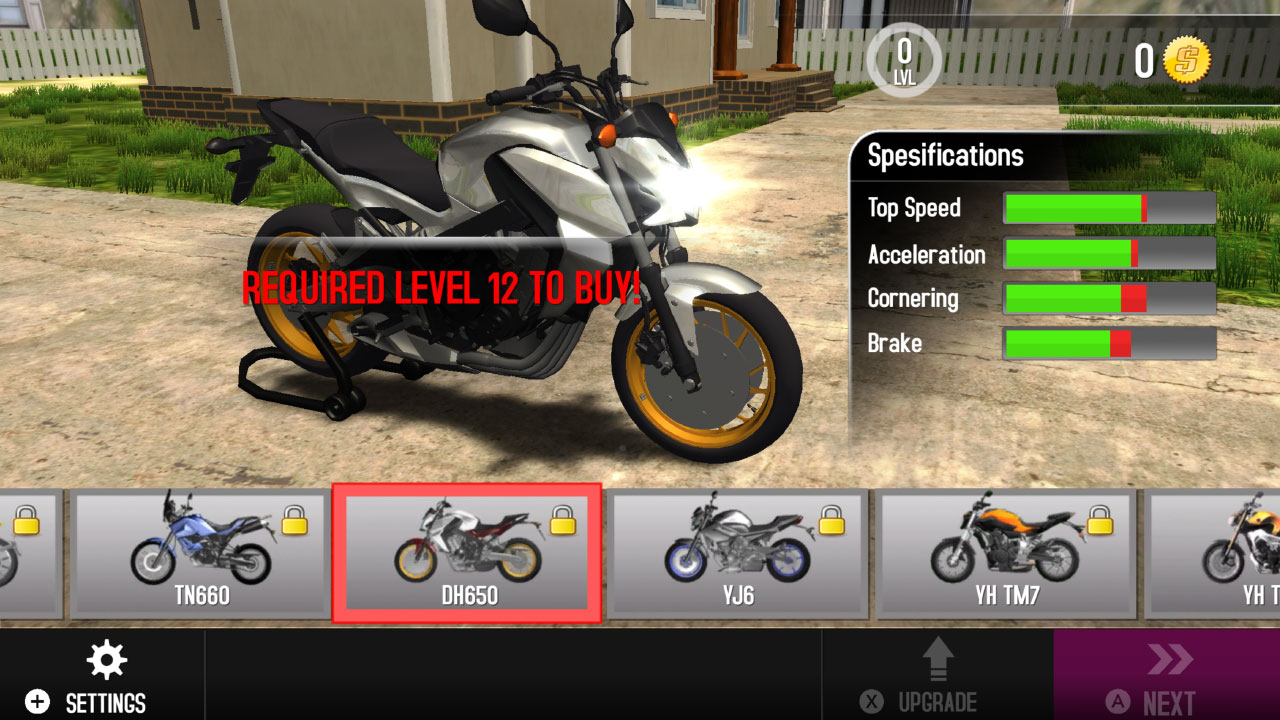 0
LVL
0
Spesifications
Top Speed
Acceleration
Cornering
Brake
REQUIRED LEVEL 12 TO BUY!
TN660
DH650
YJ6
YH TM7
YH T
SETTINGS
X UPGRADE
A NEXT